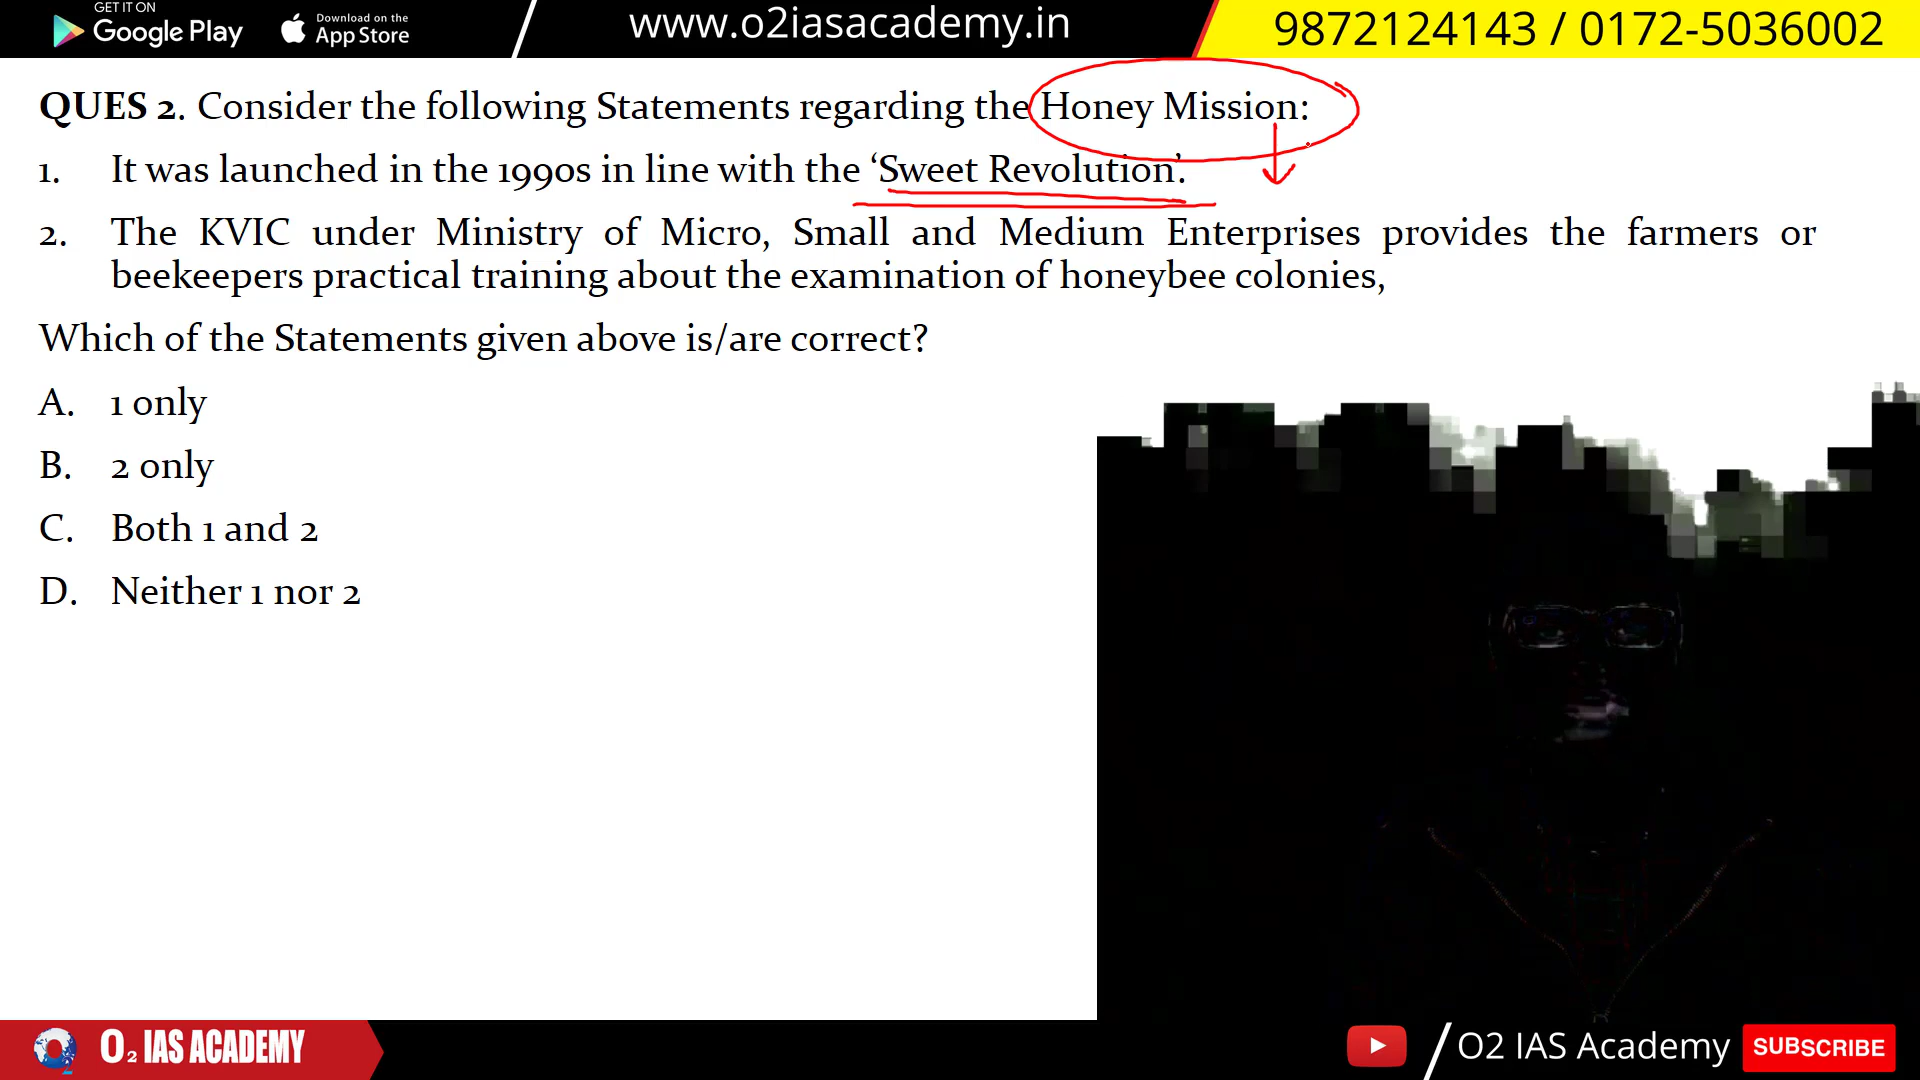 GET IT ON
Google Play
Download on the
App Store
www.o2iasacademy.in
9872124143 / 0172-5036002
QUES 2. Consider the following Statements regarding the Honey Mission:
1. It was launched in the 1990s in line with the ‘Sweet Revolution’.
2. The KVIC under Ministry of Micro, Small and Medium Enterprises provides the farmers or
beekeepers practical training about the examination of honeybee colonies,
Which of the Statements given above is/are correct?
A. 1 only
B. 2 only
C. Both 1 and 2
D. Neither 1 nor 2
O2 IAS ACADEMY
O2 IAS Academy
SUBSCRIBE